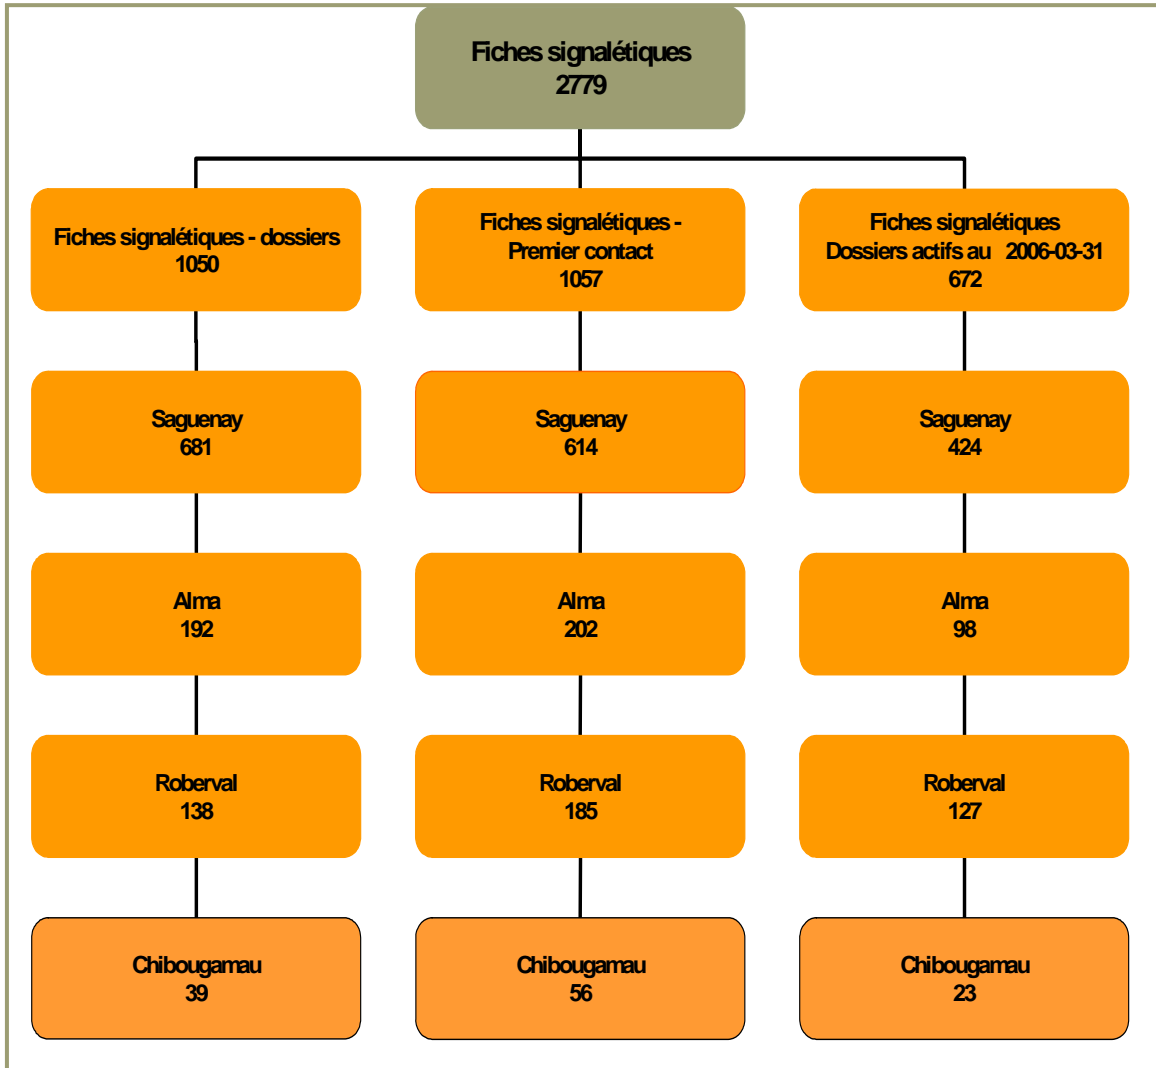 Fiches signalétiques
2779
Fiches signalétiques - dossiers
1050
Fiches signalétiques -
Premier contact
1057
Fiches signalétiques
Dossiers actifs au 2006-03-31
672
Saguenay
681
Saguenay
614
Saguenay
424
Alma
192
Alma
202
Alma
98
Roberval
138
Roberval
185
Roberval
127
Chibougamau
39
Chibougamau
56
Chibougamau
23